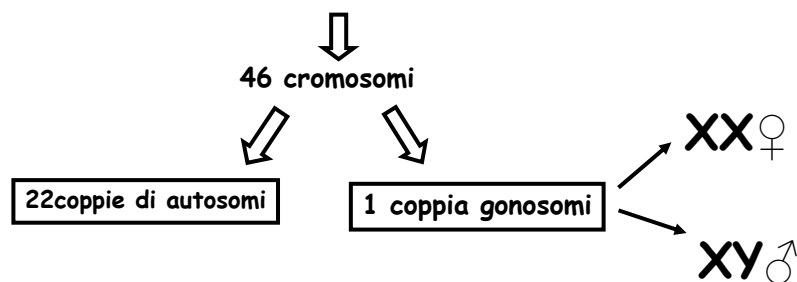 46 cromosomi
XX♀
22coppie di autosomi
1 coppia gonosomi
XY♂